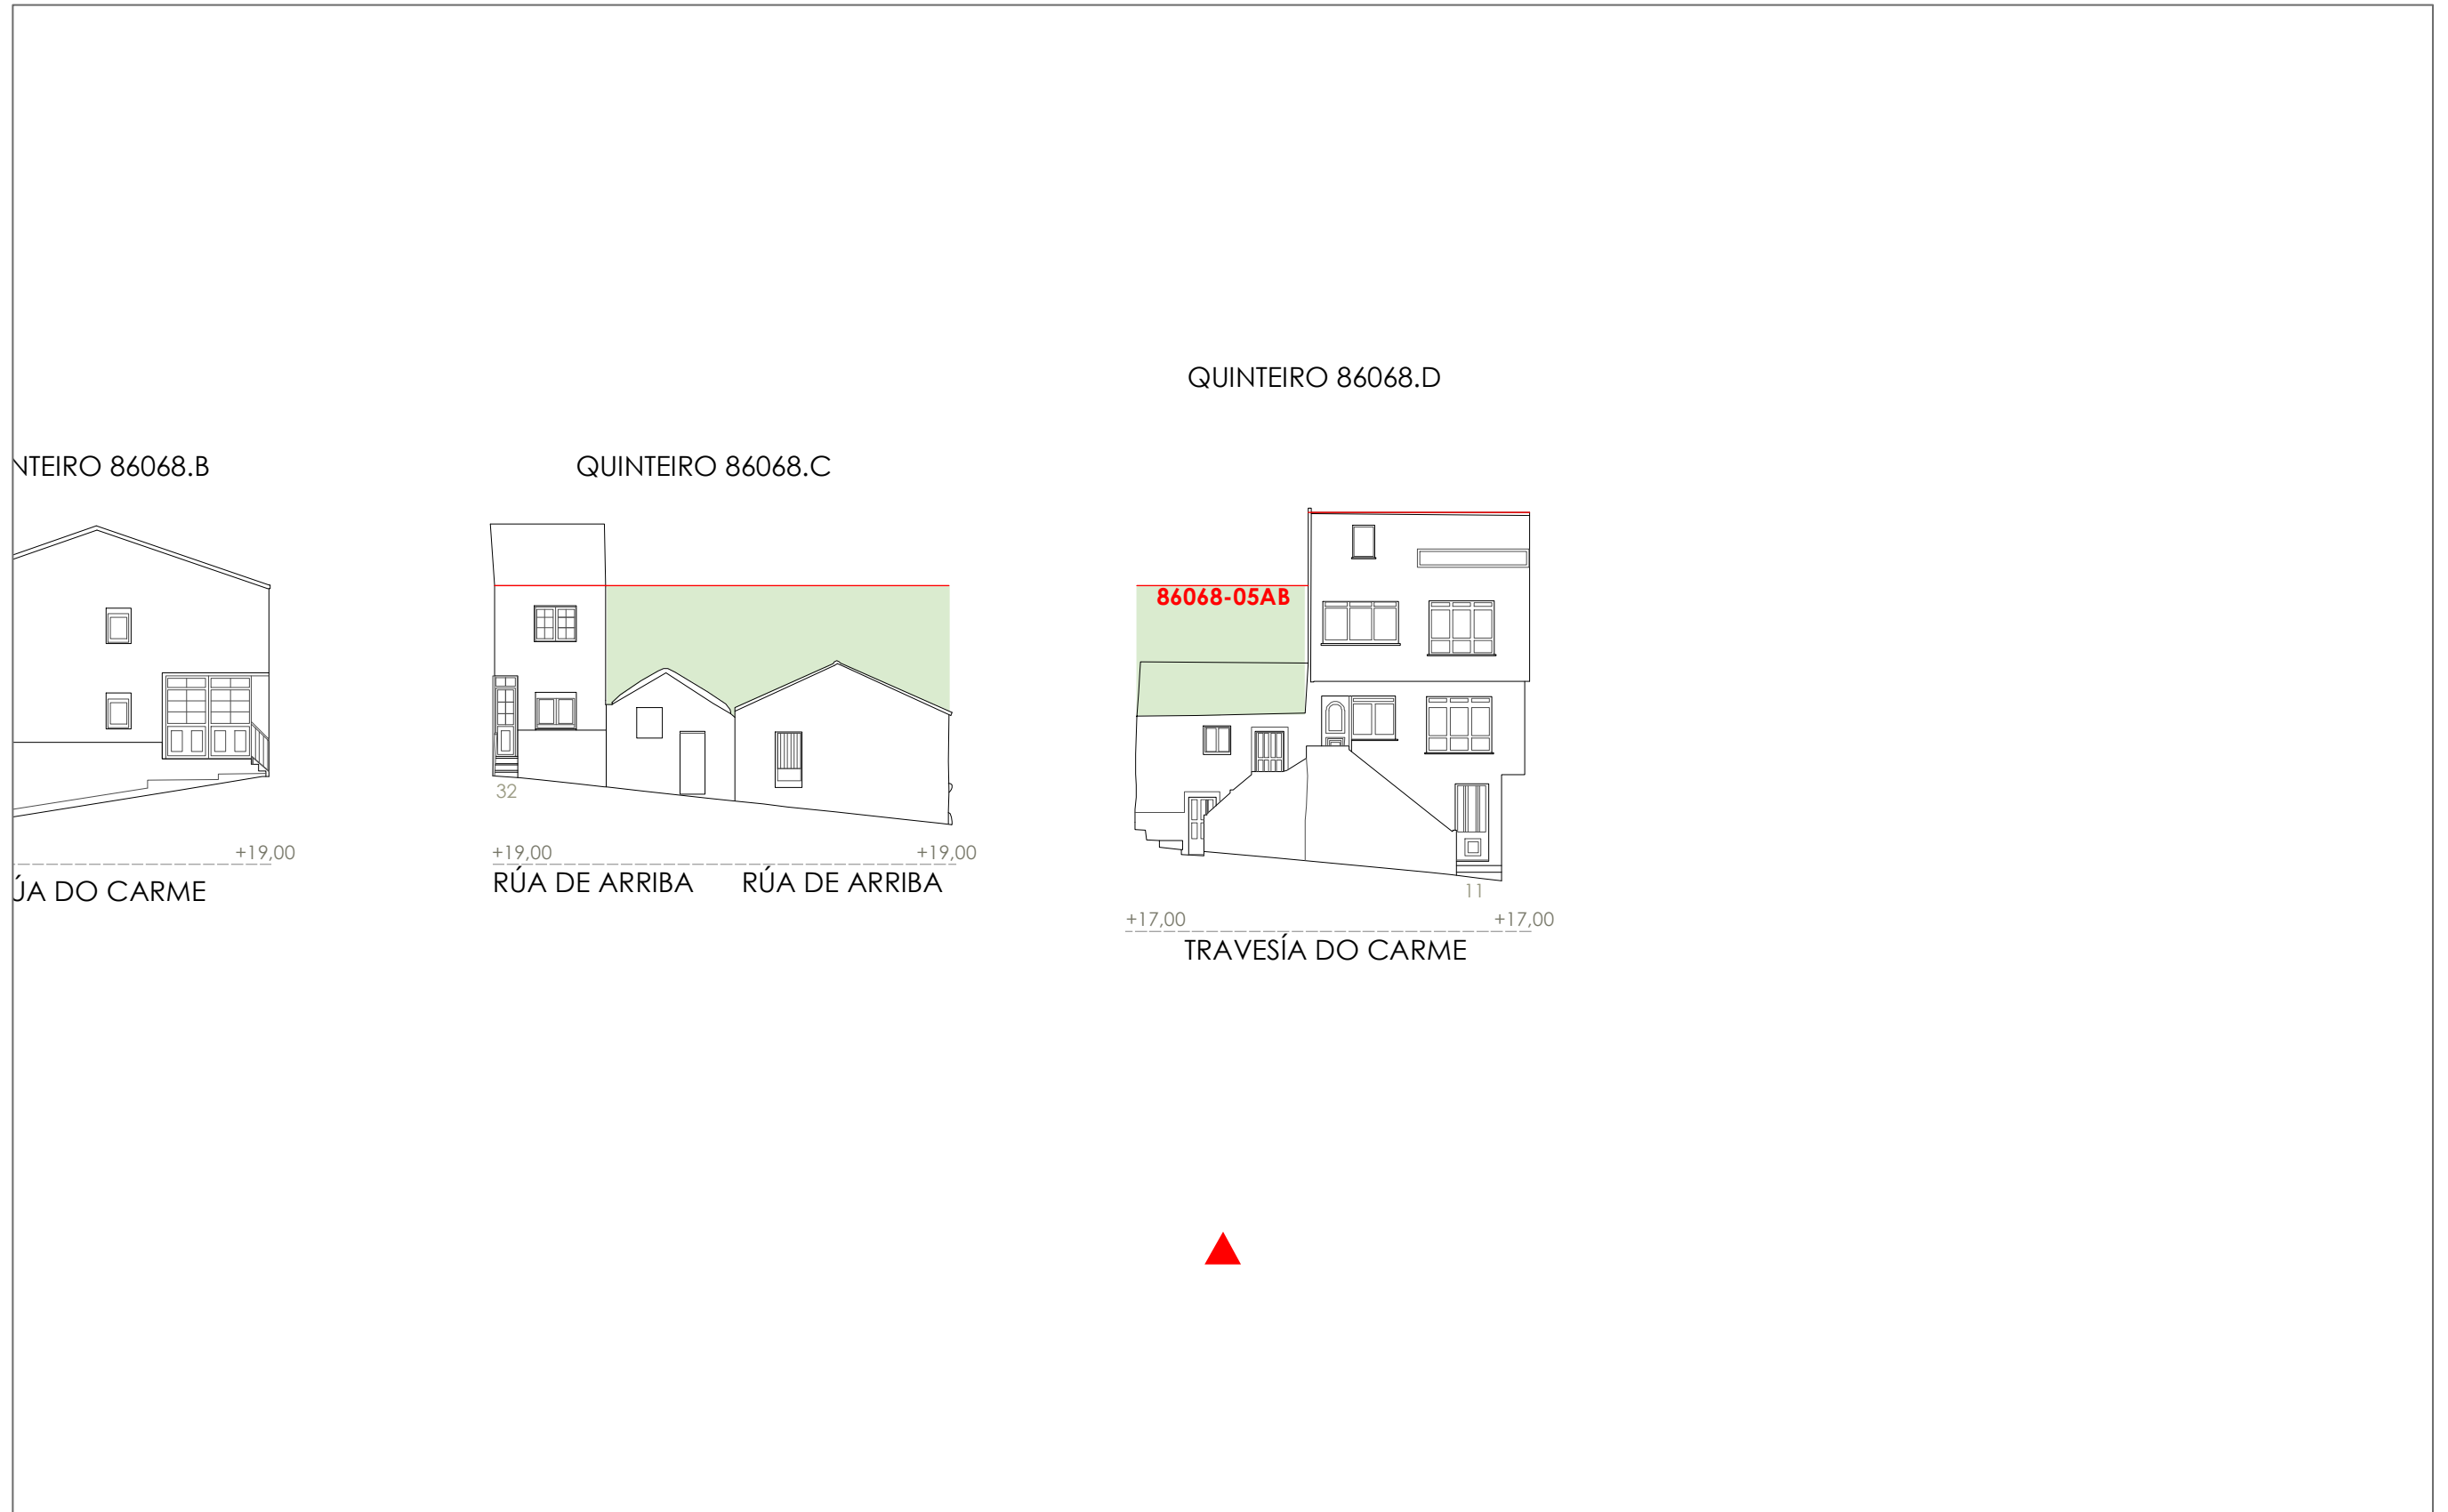 QUINTEIRO 86068.D
NTEIRO 86068.B
QUINTEIRO 86068.C
86068-05AB
32
+19,00
+19,00
+19,00
RÚA DE ARRIBA
RÚA DE ARRIBA
ÚA DO CARME
11
+17,00
+17,00
TRAVESÍA DO CARME